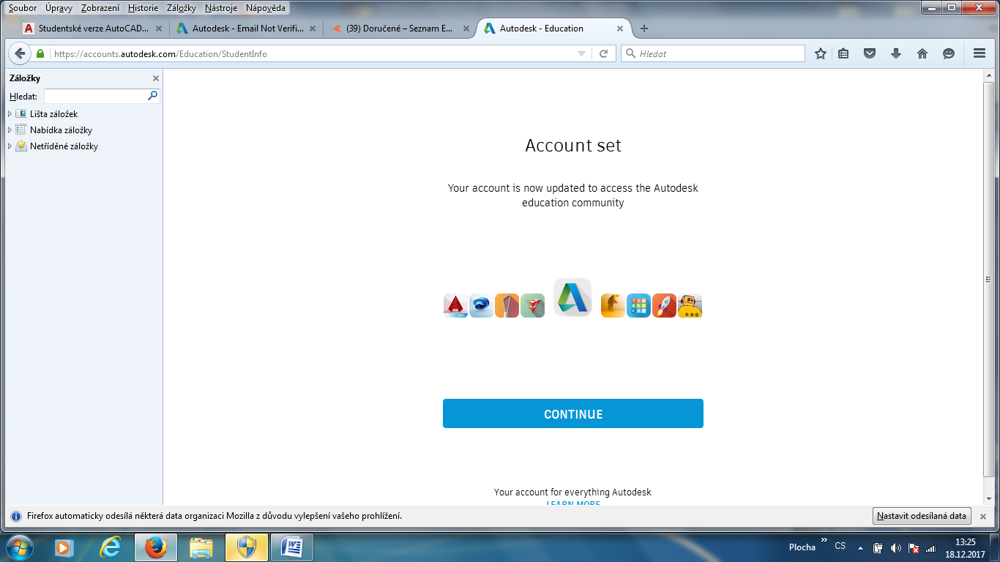 Soubor Úpravy Zobrazení Historie Záložky Nástroje Nápověda
Studentské verze AutoCAD... Autodesk - Email Not Verifi... (39) Doručené – Seznam E... Autodesk - Education
https://accounts.autodesk.com/Education/StudentInfo Hledat
Záložky
Hledat:
Lišta záložek
Nabídka záložky
Netříděné záložky
Account set
Your account is now updated to access the Autodesk
education community
CONTINUE
Your account for everything Autodesk
LEARN MORE
Firefox automaticky odesílá některá data organizaci Mozilla z důvodu vylepšení vašeho prohlížení. Nastavit odesílaná data
Plocha CS 13:25
18.12.2017